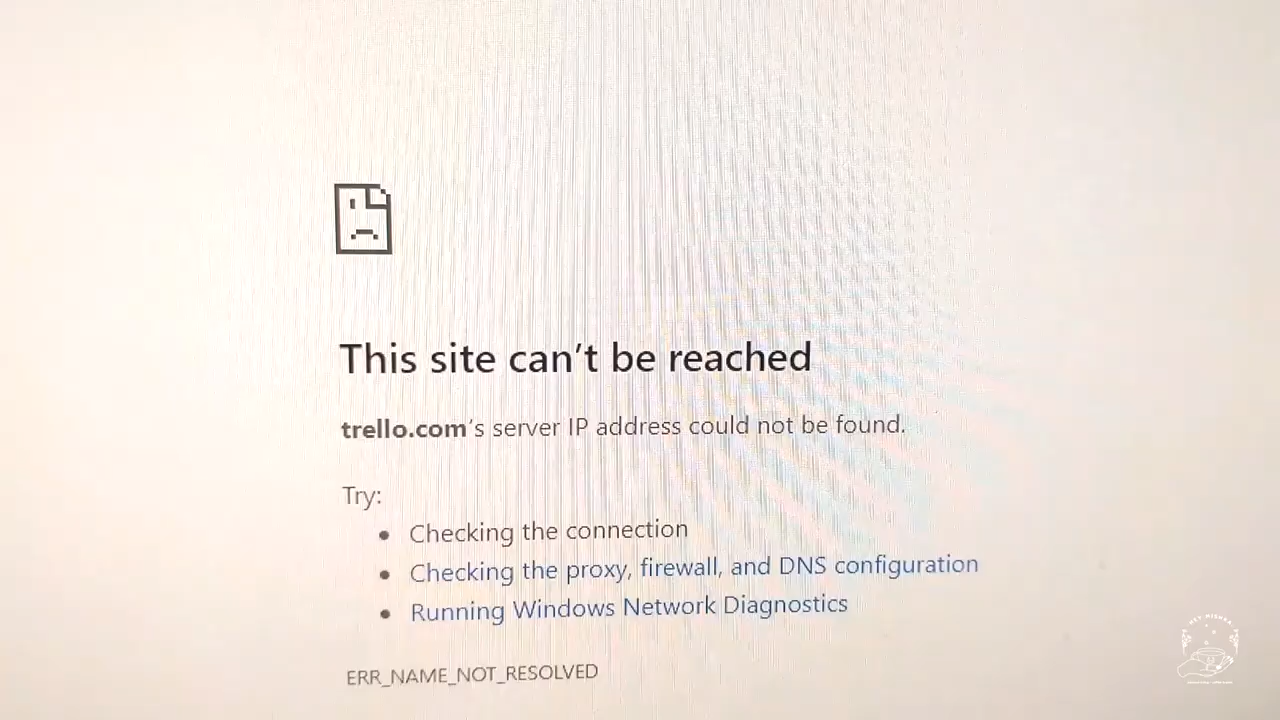 This site can't be reached
trello.com's server IP address could not be found.
Try:
• Checking the connection
• Checking the proxy, firewall, and DNS configuration
• Running Windows Network Diagnostics
ERR_NAME_NOT_RESOLVED